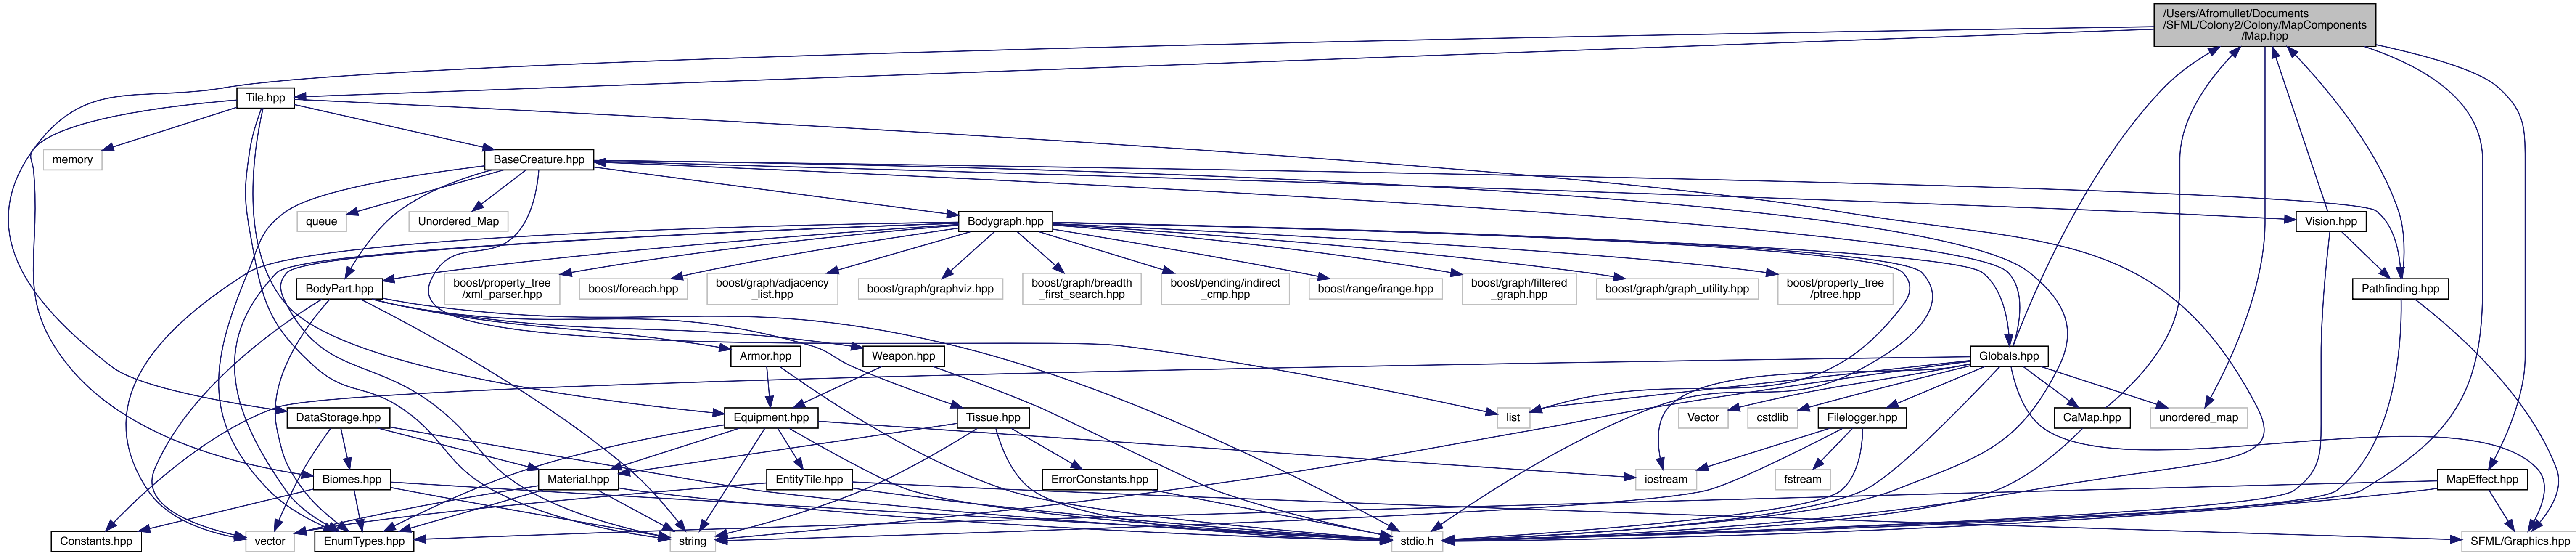 /Users/Afromullet/Documents
/SFML/Colony2/Colony/MapComponents
/Map.hpp
Tile.hpp
memory
BaseCreature.hpp
queue
Unordered_Map
Bodygraph.hpp
Vision.hpp
BodyPart.hpp
boost/property_tree
/xml_parser.hpp
boost/foreach.hpp
boost/graph/adjacency
_list.hpp
boost/graph/graphviz.hpp
boost/graph/breadth
_first_search.hpp
boost/pending/indirect
_cmp.hpp
boost/range/irange.hpp
boost/graph/filtered
_graph.hpp
boost/graph/graph_utility.hpp
boost/property_tree
/ptree.hpp
Pathfinding.hpp
Armor.hpp
Weapon.hpp
Globals.hpp
DataStorage.hpp
Equipment.hpp
Tissue.hpp
list
Vector
cstdlib
Filelogger.hpp
CaMap.hpp
unordered_map
Biomes.hpp
Material.hpp
EntityTile.hpp
ErrorConstants.hpp
iostream
fstream
MapEffect.hpp
Constants.hpp
vector
EnumTypes.hpp
string
stdio.h
SFML/Graphics.hpp